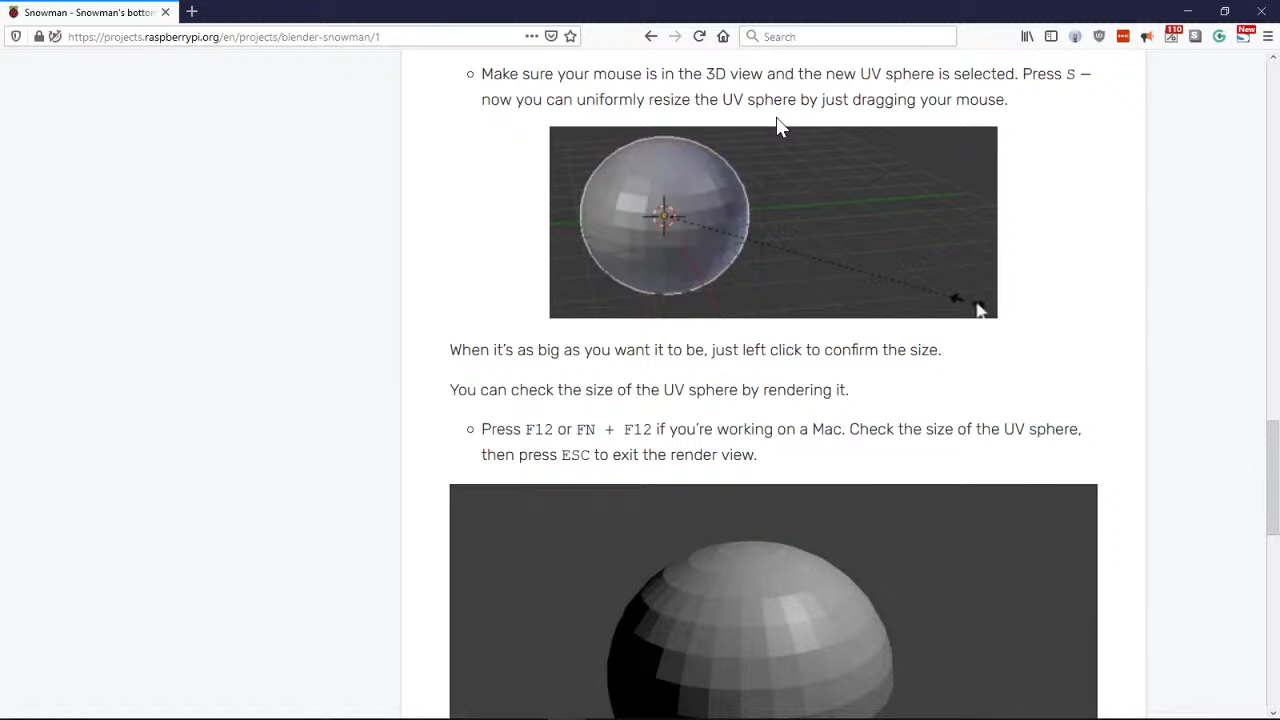 Snowman - Snowman's bottom
https://projects.raspberrypi.org/en/projects/blender-snowman/1
Search
110
New
Make sure your mouse is in the 3D view and the new UV sphere is selected. Press S –
now you can uniformly resize the UV sphere by just dragging your mouse.
When it's as big as you want it to be, just left click to confirm the size.
You can check the size of the UV sphere by rendering it.
Press F12 or FN + F12 if you're working on a Mac. Check the size of the UV sphere,
then press ESC to exit the render view.